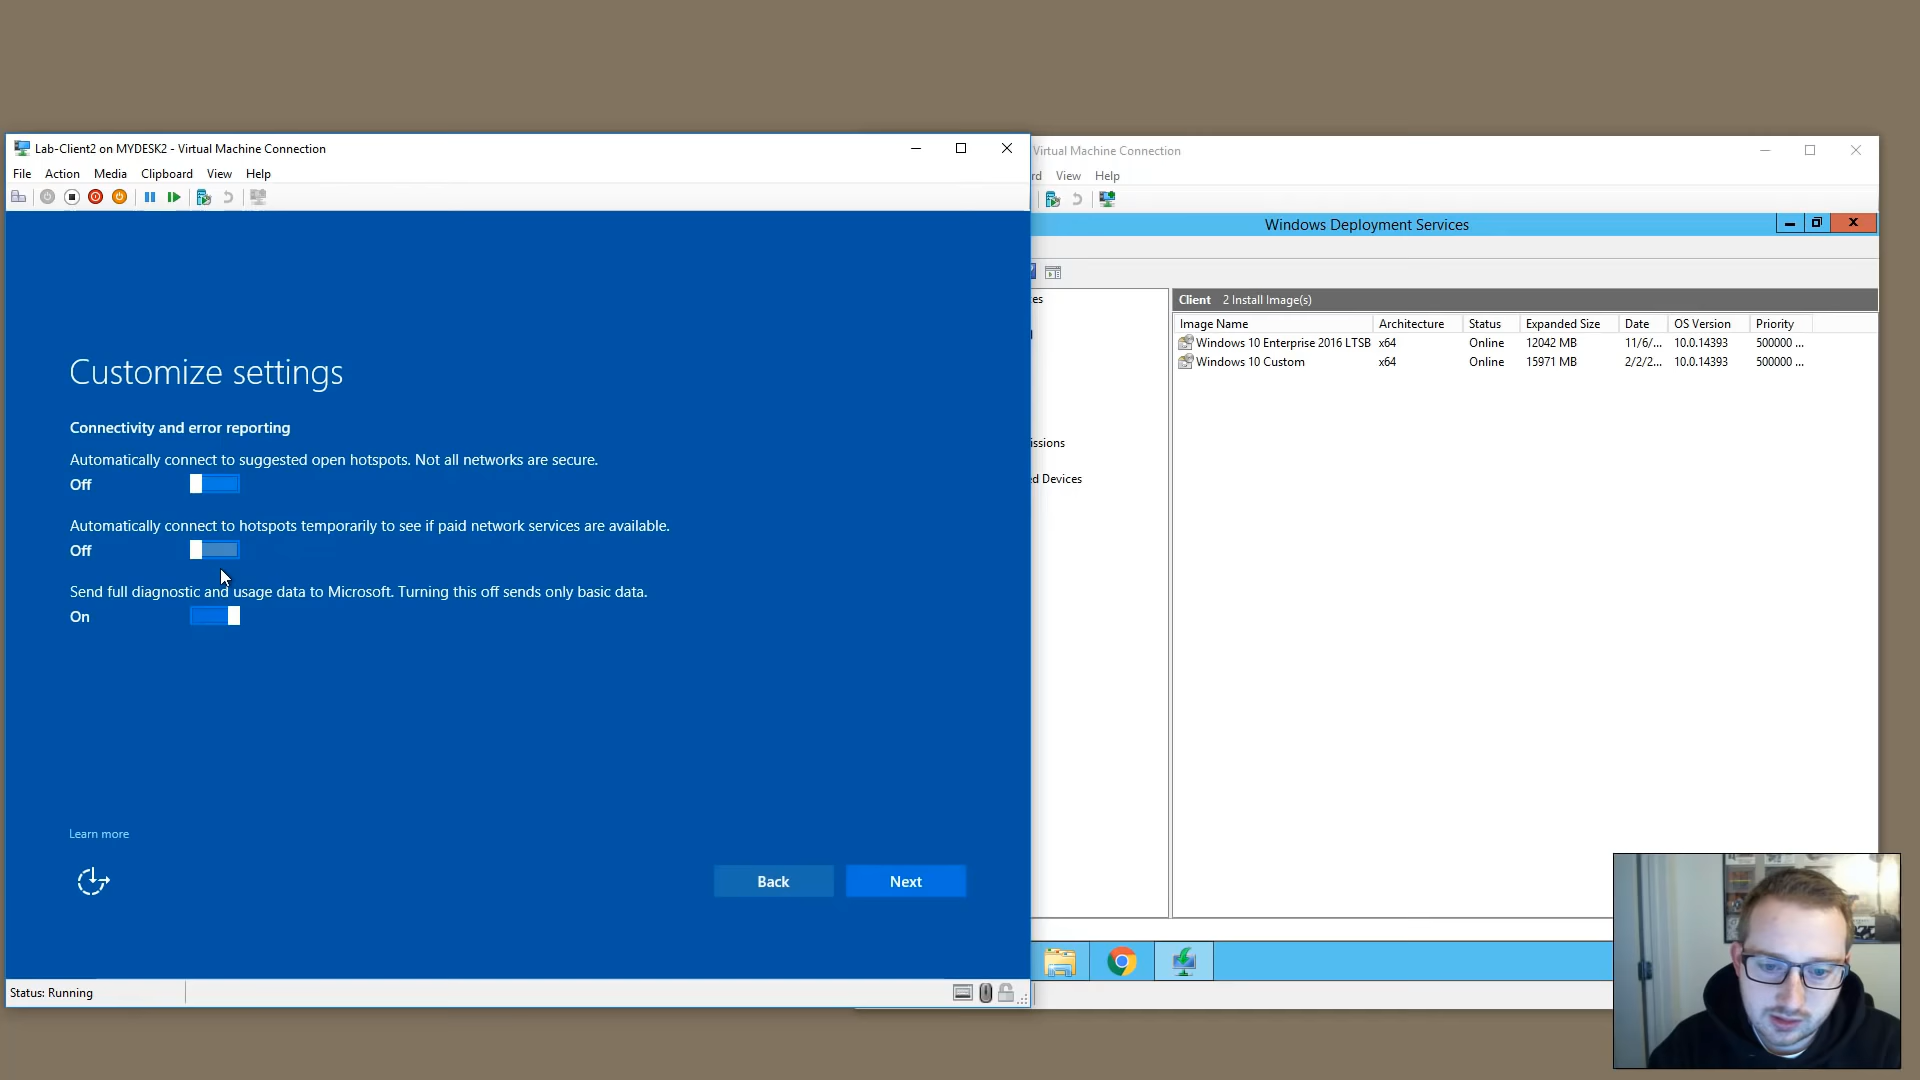 Lab-Client2 on MYDESK2 - Virtual Machine Connection
File Action Media Clipboard View Help
Customize settings
Connectivity and error reporting
Automatically connect to suggested open hotspots. Not all networks are secure.
Off
Automatically connect to hotspots temporarily to see if paid network services are available.
Off
Send full diagnostic and usage data to Microsoft. Turning this off sends only basic data.
On
Learn more
Back Next
Status: Running
Virtual Machine Connection
rd View Help
Windows Deployment Services
es
issions
ed Devices
Client 2 Install Image(s)
Image Name Architecture Status Expanded Size Date OS Version Priority
Windows 10 Enterprise 2016 LTSB x64 Online 12042 MB 11/6/... 10.0.14393 500000 ...
Windows 10 Custom x64 Online 15971 MB 2/2/2... 10.0.14393 500000 ...